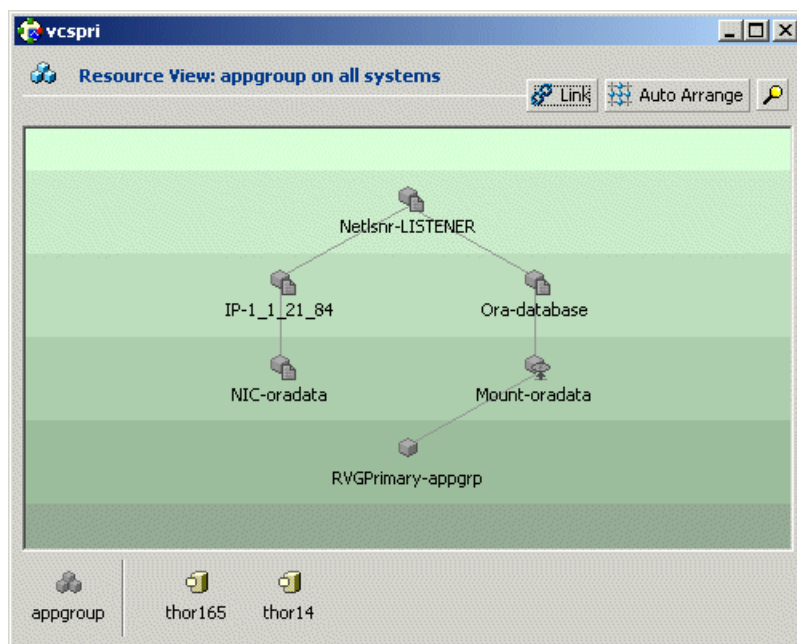 vcspri
Resource View: appgroup on all systems
Link
Auto Arrange
Netlsnr-LISTENER
IP-1_1_21_84
Ora-database
NIC-oradata
Mount-oradata
RVGPrimary-appgrp
appgroup
thor165
thor14